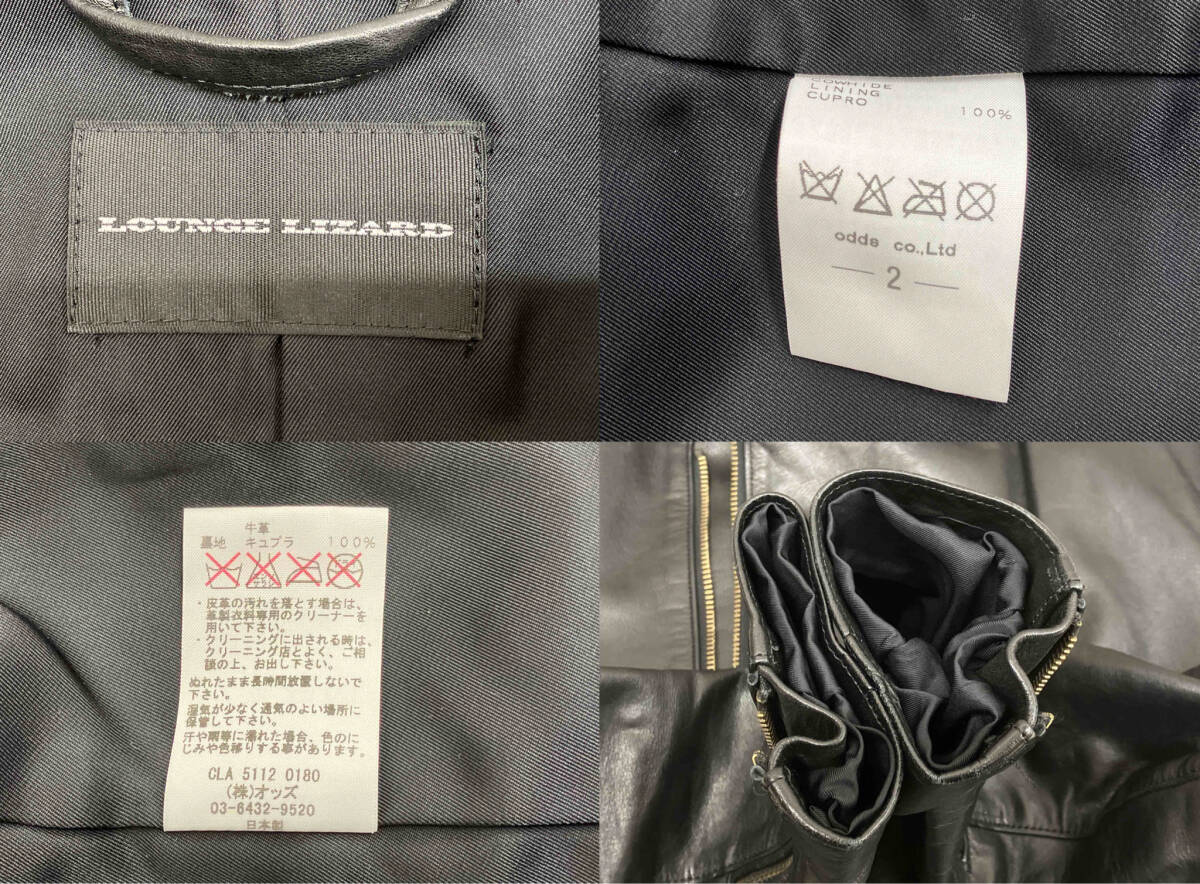 LOUNGE LIZARD
COWHIDE
LINING
CUPRO 100%
odds co.,Ltd
— 2 —
牛革
裏地 キュプラ 100%
・皮革の汚れを落とす場合は、
革製衣料専用のクリーナーを
用いて下さい。
・クリーニングに出される時は、
クリーニング店とよく、ご相
談の上、お出し下さい。
ぬれたまま長時間放置しないで
下さい。
湿気が少なく通気のよい場所に
保管して下さい。
汗や雨等に濡れた場合、色のに
じみや色移りする事があります。
CLA 5112 0180
(株)オッズ
03-6432-9520
日本製